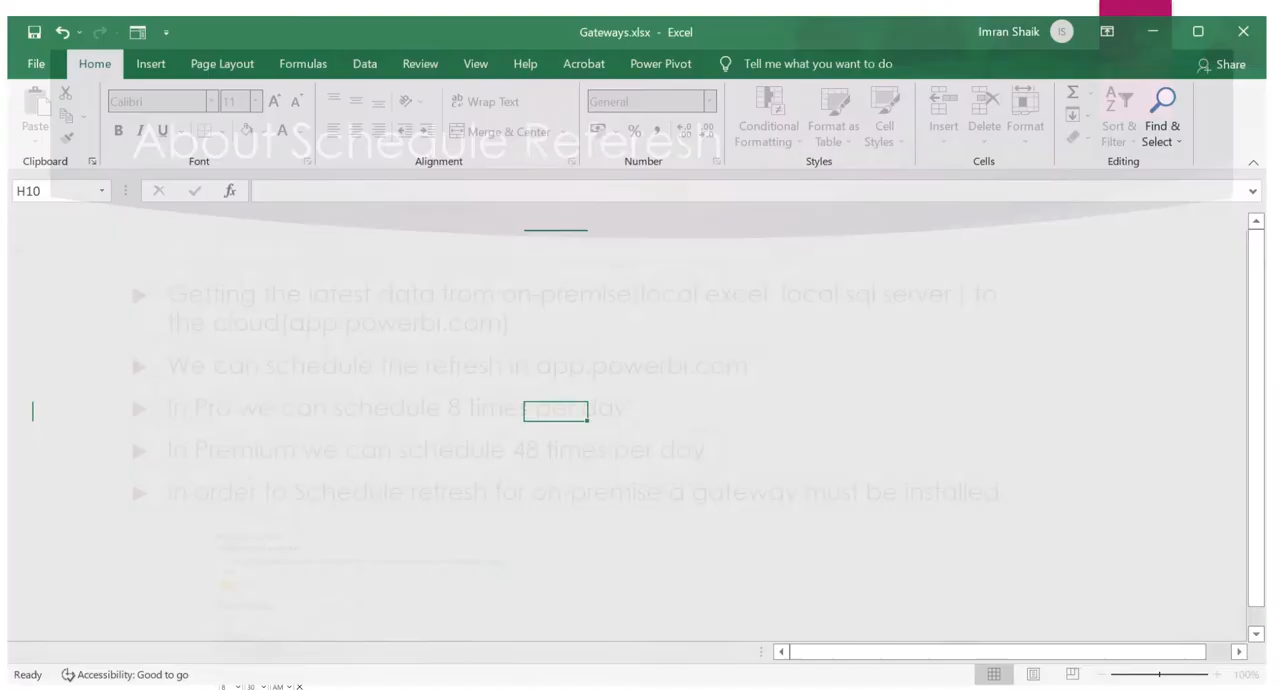 Gateways.xlsx - Excel
Imran Shaik IS
File Home Insert Page Layout Formulas Data Review View Help Acrobat Power Pivot Tell me what you want to do Share
Calibri 11 Wrap Text General
Paste Conditional Formatting Format as Table Cell Styles Insert Delete Format Sort & Filter Find & Select
B I U A Merge & Center % ,
Clipboard Font Alignment Number Styles Cells Editing
About Schedule Referesh
H10 fx
Getting the latest data from on-premise(local excel, local sql server ) to
the cloud(app.powerbi.com)
We can schedule the refresh in app.powerbi.com
In Pro we can schedule 8 times per day
In Premium we can schedule 48 times per day
In order to Schedule refresh for on-premise a gateway must be installed
Ready Accessibility: Good to go 100%
8 30 AM X